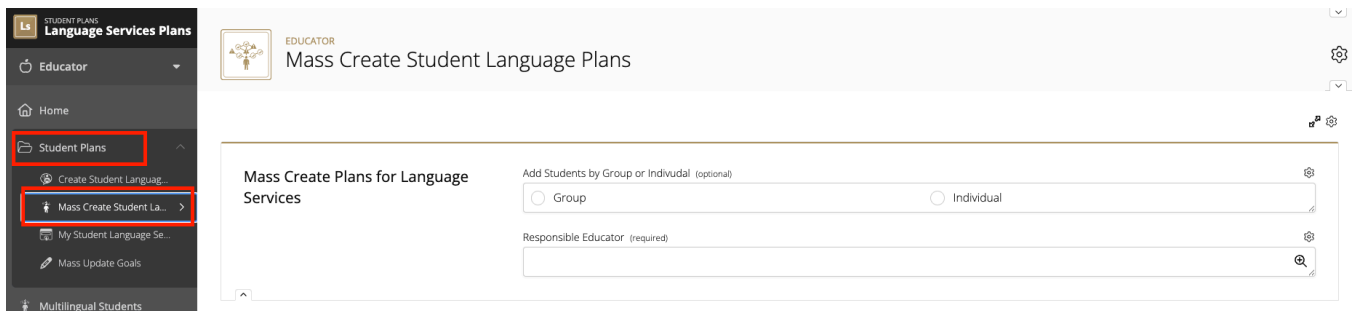 Ls
STUDENT PLANS
Language Services Plans
Educator
Home
Student Plans
Create Student Languag...
Mass Create Student La...
My Student Language Se...
Mass Update Goals
Multilingual Students
EDUCATOR
Mass Create Student Language Plans
Mass Create Plans for Language
Services
Add Students by Group or Indivudal (optional)
Group
Individual
Responsible Educator (required)